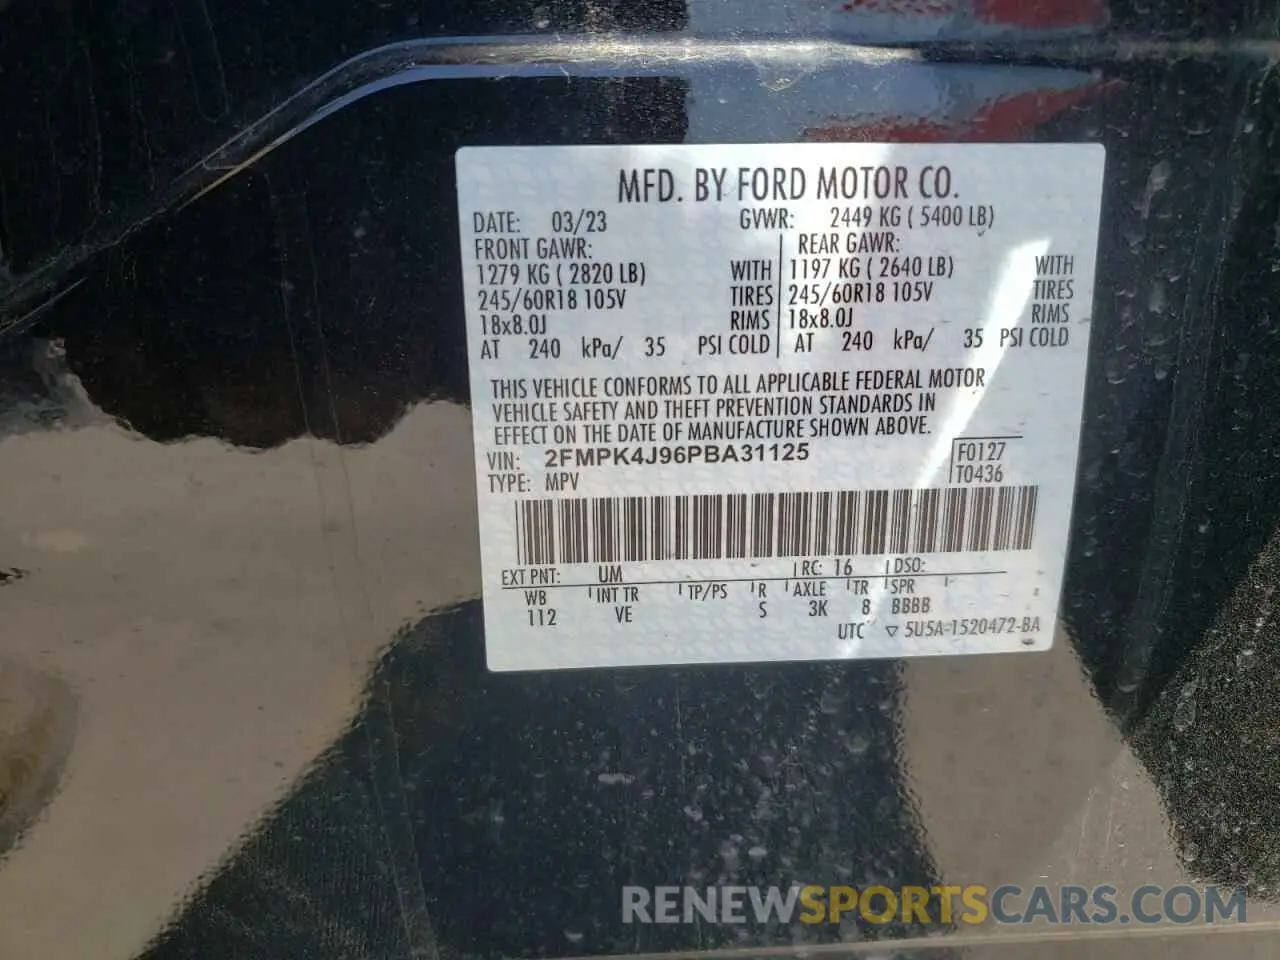 MFD. BY FORD MOTOR CO.
DATE: 03/23 GVWR: 2449 KG ( 5400 LB)
FRONT GAWR: REAR GAWR:
1279 KG ( 2820 LB) WITH 1197 KG ( 2640 LB) WITH
245/60R18 105V TIRES 245/60R18 105V TIRES
18x8.0J RIMS 18x8.0J RIMS
AT 240 kPa/ 35 PSI COLD AT 240 kPa/ 35 PSI COLD
THIS VEHICLE CONFORMS TO ALL APPLICABLE FEDERAL MOTOR
VEHICLE SAFETY AND THEFT PREVENTION STANDARDS IN
EFFECT ON THE DATE OF MANUFACTURE SHOWN ABOVE.
VIN: 2FMPK4J96PBA31125 F0127
TYPE: MPV T0436
EXT PNT: UM RC: 16 DSO:
WB INT TR TP/PS R AXLE TR SPR
112 VE S 3K 8 BBBB
UTC ▽ 5U5A-1520472-BA
RENEWSPORTSCARS.COM